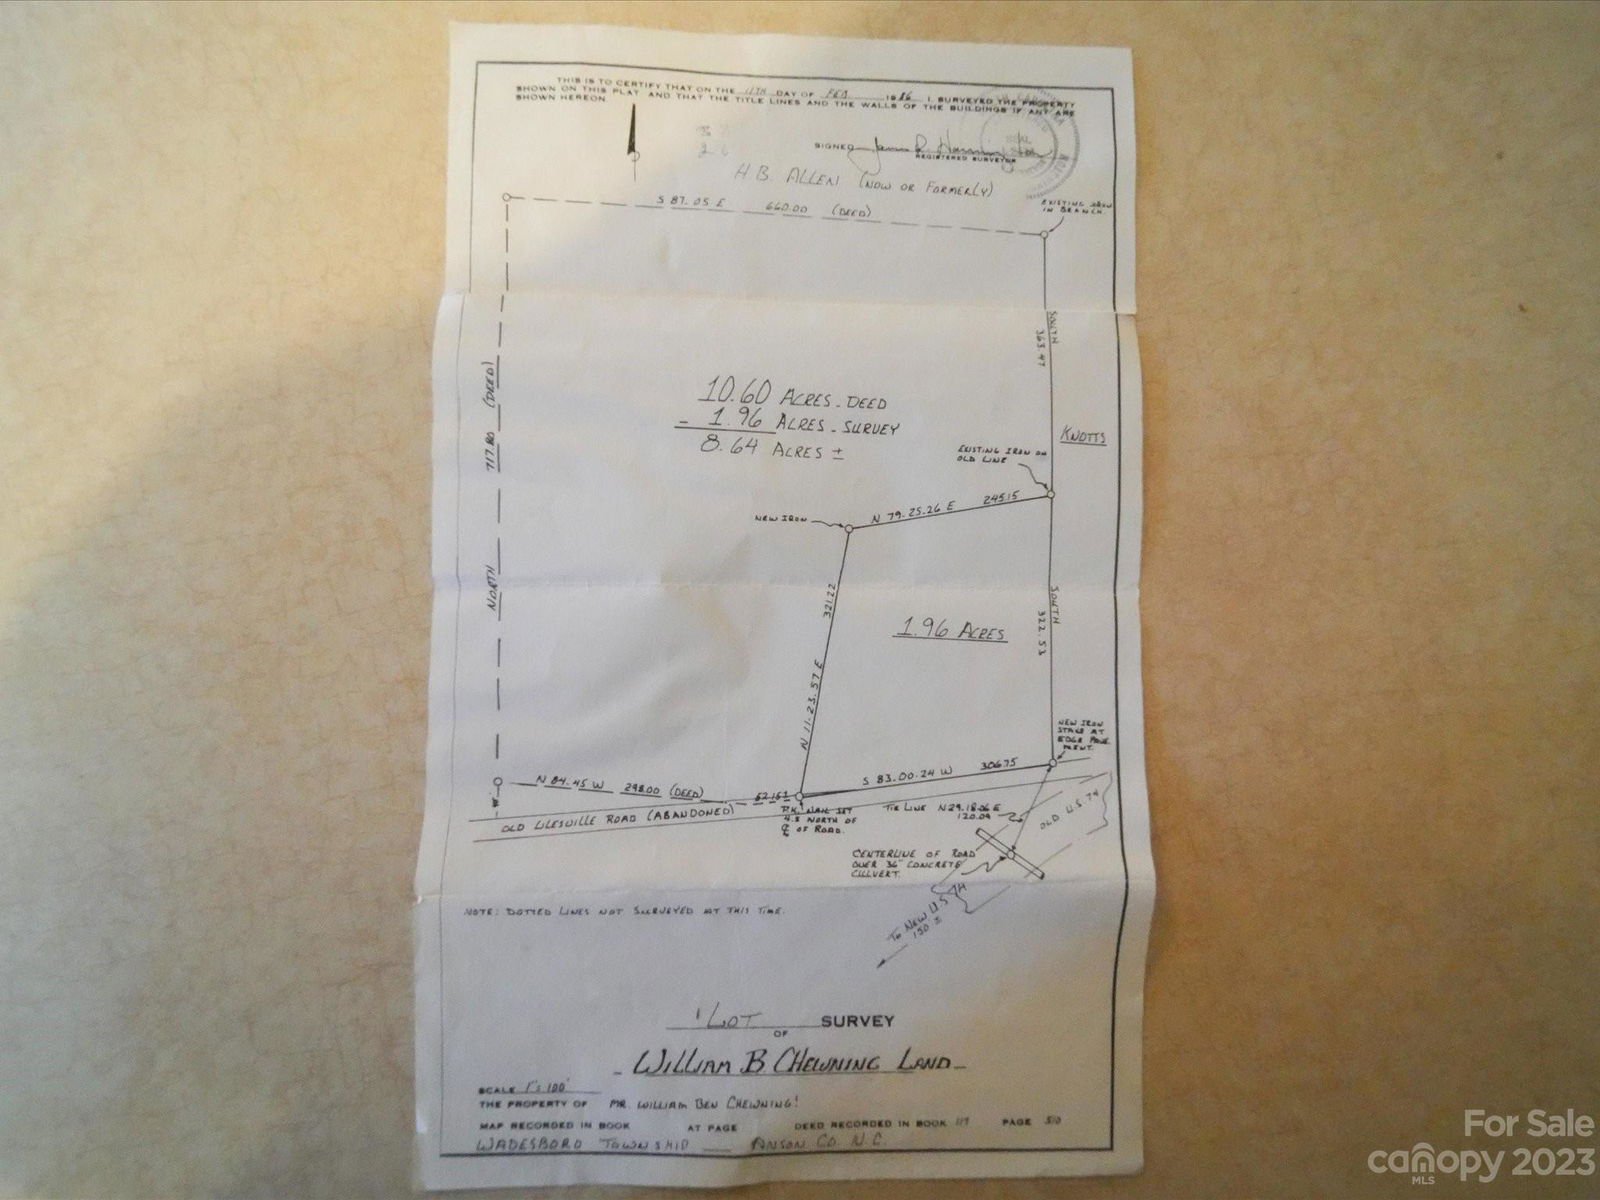 THIS IS TO CERTIFY THAT ON THE 11TH DAY OF FEB 1986 I, SURVEYED THE PROPERTY
SHOWN ON THIS PLAT AND THAT THE TITLE LINES AND THE WALLS OF THE BUILDINGS IF ANY ARE
SHOWN HEREON
SIGNED
REGISTERED SURVEYOR
SEAL
H.B. ALLEN (NOW OR FORMERLY)
S 87.05 E 660.00 (DEED)
EXISTING IRON
IN BRANCH.
SOUTH
363.47
717.80 (DEED)
NORTH
10.60 ACRES - DEED
- 1.96 ACRES - SURVEY
8.64 ACRES ±
KNOTTS
EXISTING IRON ON
OLD LINE
N 79.25.26 E 245.15
NEW IRON
321.22
N 11.23.57 E
1.96 ACRES
SOUTH
322.53
NEW IRON
STAKE AT
EDGE PAVE
MENT.
N 84.45 W 298.00 (DEED)
52.15
S 83.00.24 W 306.75
OLD LILESVILLE ROAD (ABANDONED)
P.K. NAIL SET
4.5 NORTH OF
℄ OF ROAD.
TIE LINE N 29.18.06 E
120.09
OLD U.S. 74
CENTERLINE OF ROAD
OVER 36" CONCRETE
CULVERT.
TO NEW U.S. 74
150' ±
NOTE: DOTTED LINES NOT SURVEYED AT THIS TIME.
1 LOT SURVEY
OF
- WILLIAM B CHEWNING LAND -
SCALE 1" = 100'
THE PROPERTY OF MR. WILLIAM BEN CHEWNING!
MAP RECORDED IN BOOK AT PAGE DEED RECORDED IN BOOK 117 PAGE 510
WADESBORO TOWNSHIP ANSON CO. N.C.
For Sale
canopy 2023
MLS